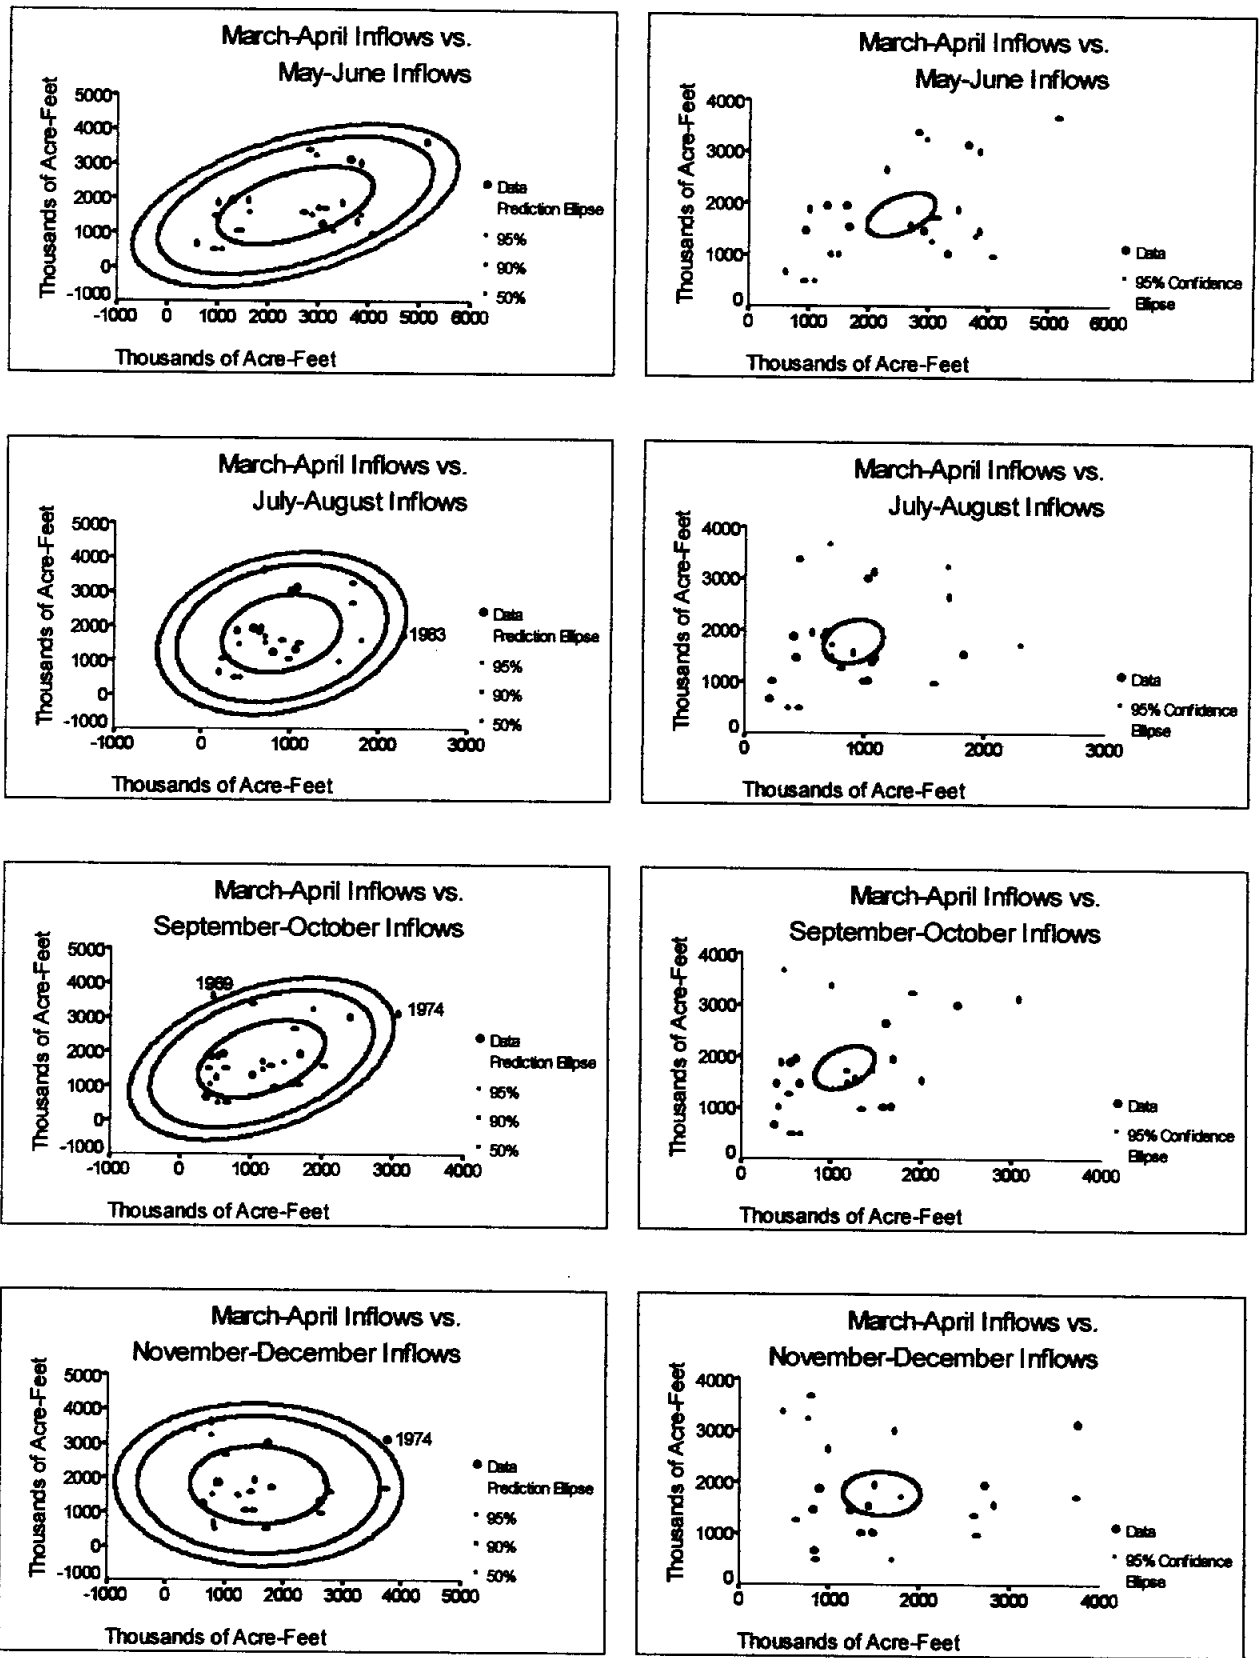 March-April Inflows vs.
May-June Inflows
Thousands of Acre-Feet
5000
4000
3000
2000
1000
0
-1000
-1000 0 1000 2000 3000 4000 5000 6000
Thousands of Acre-Feet
Data
Prediction Ellipse
95%
90%
50%
March-April Inflows vs.
May-June Inflows
Thousands of Acre-Feet
4000
3000
2000
1000
0
0 1000 2000 3000 4000 5000 6000
Thousands of Acre-Feet
Data
95% Confidence
Ellipse
March-April Inflows vs.
July-August Inflows
Thousands of Acre-Feet
5000
4000
3000
2000
1000
0
-1000
-1000 0 1000 2000 3000
Thousands of Acre-Feet
1983
Data
Prediction Ellipse
95%
90%
50%
March-April Inflows vs.
July-August Inflows
Thousands of Acre-Feet
4000
3000
2000
1000
0
0 1000 2000 3000
Thousands of Acre-Feet
Data
95% Confidence
Ellipse
March-April Inflows vs.
September-October Inflows
Thousands of Acre-Feet
5000
4000
3000
2000
1000
0
-1000
-1000 0 1000 2000 3000 4000
Thousands of Acre-Feet
1989
1974
Data
Prediction Ellipse
95%
90%
50%
March-April Inflows vs.
September-October Inflows
Thousands of Acre-Feet
4000
3000
2000
1000
0
0 1000 2000 3000 4000
Thousands of Acre-Feet
Data
95% Confidence
Ellipse
March-April Inflows vs.
November-December Inflows
Thousands of Acre-Feet
5000
4000
3000
2000
1000
0
-1000
-1000 0 1000 2000 3000 4000 5000
Thousands of Acre-Feet
1974
Data
Prediction Ellipse
95%
90%
50%
March-April Inflows vs.
November-December Inflows
Thousands of Acre-Feet
4000
3000
2000
1000
0
0 1000 2000 3000 4000
Thousands of Acre-Feet
Data
95% Confidence
Ellipse